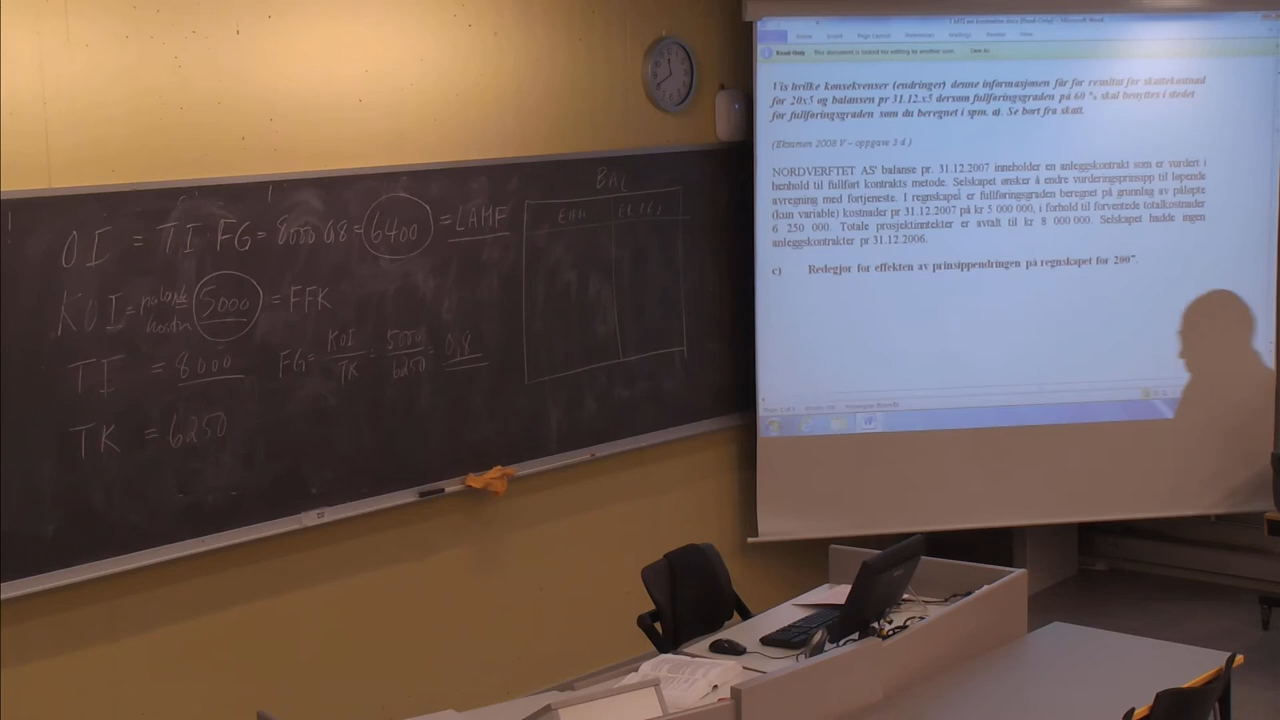 OI = TI · FG = 8000 · 0,8 = 6400 = LAMF
KOI = 5000 = FFK
TI = 8000
FG = KOI / TK = 5000 / 6250 = 0,8
TK = 6250
BAL
Vis hvilke konsekvenser (endringer) denne informasjonen får for resultat før skattekostnad
for 20x5 og balansen pr 31.12.x5 dersom fullføringsgraden på 60 % skal benyttes i stedet
for fullføringsgraden som du beregnet i spm. a). Se bort fra skatt.
(Eksamen 2008 V – oppgave 3 d )
NORDVERFTET AS' balanse pr. 31.12.2007 inneholder en anleggskontrakt som er vurdert i
henhold til fullført kontrakts metode. Selskapet ønsker å endre vurderingsprinsipp til løpende
avregning med fortjeneste. I regnskapet er fullføringsgraden beregnet på grunnlag av påløpte
(kun variable) kostnader pr 31.12.2007 på kr 5 000 000, i forhold til forventede totalkostnader
6 250 000. Totale prosjektinntekter er avtalt til kr 8 000 000. Selskapet hadde ingen
anleggskontrakter pr 31.12.2006.
c) Redegjør for effekten av prinsippendringen på regnskapet for 2007.